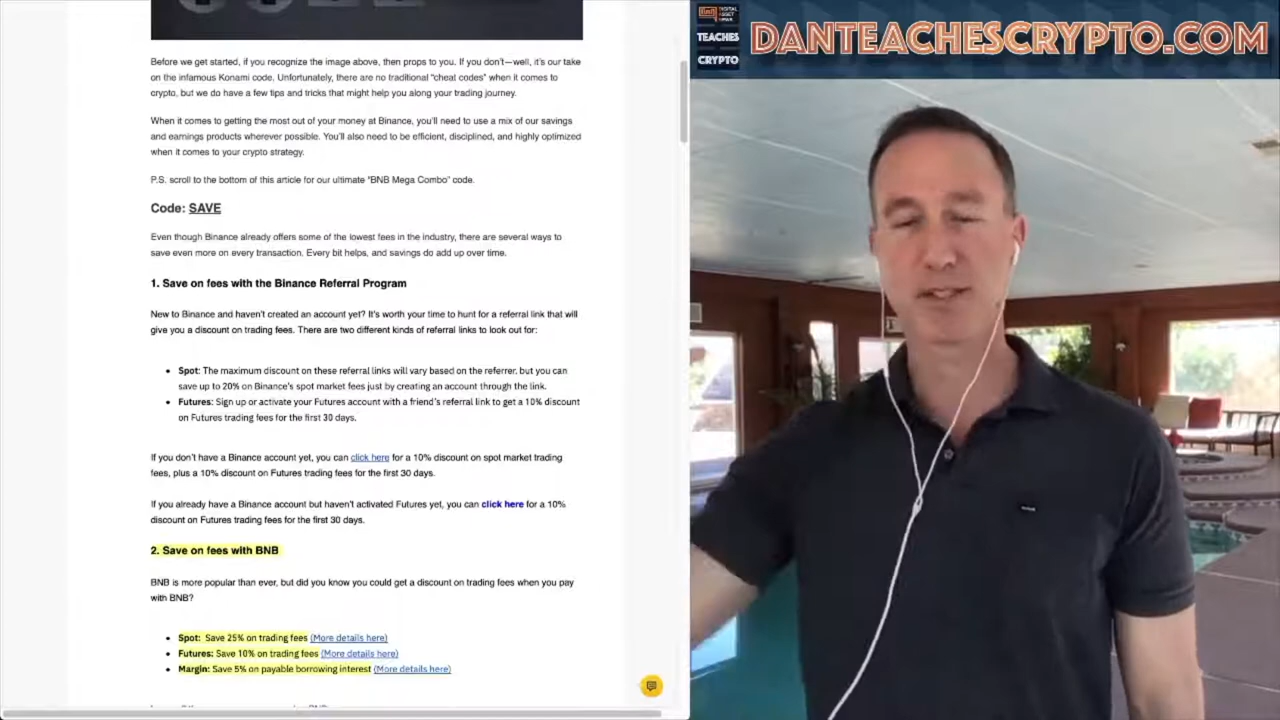 Before we get started, if you recognize the image above, then props to you. If you don't—well, it's our take
on the infamous Konami code. Unfortunately, there are no traditional "cheat codes" when it comes to
crypto, but we do have a few tips and tricks that might help you along your trading journey.
When it comes to getting the most out of your money at Binance, you'll need to use a mix of our savings
and earnings products wherever possible. You'll also need to be efficient, disciplined, and highly optimized
when it comes to your crypto strategy.
P.S. scroll to the bottom of this article for our ultimate "BNB Mega Combo" code.
Code: SAVE
Even though Binance already offers some of the lowest fees in the industry, there are several ways to
save even more on every transaction. Every bit helps, and savings do add up over time.
1. Save on fees with the Binance Referral Program
New to Binance and haven't created an account yet? It's worth your time to hunt for a referral link that will
give you a discount on trading fees. There are two different kinds of referral links to look out for:
• Spot: The maximum discount on these referral links will vary based on the referrer, but you can
save up to 20% on Binance's spot market fees just by creating an account through the link.
• Futures: Sign up or activate your Futures account with a friend's referral link to get a 10% discount
on Futures trading fees for the first 30 days.
If you don't have a Binance account yet, you can click here for a 10% discount on spot market trading
fees, plus a 10% discount on Futures trading fees for the first 30 days.
If you already have a Binance account but haven't activated Futures yet, you can click here for a 10%
discount on Futures trading fees for the first 30 days.
2. Save on fees with BNB
BNB is more popular than ever, but did you know you could get a discount on trading fees when you pay
with BNB?
• Spot: Save 25% on trading fees (More details here)
• Futures: Save 10% on trading fees (More details here)
• Margin: Save 5% on payable borrowing interest (More details here)
DIGITAL
ASSET
NEWS
TEACHES
CRYPTO
DANTEACHESCRYPTO.COM